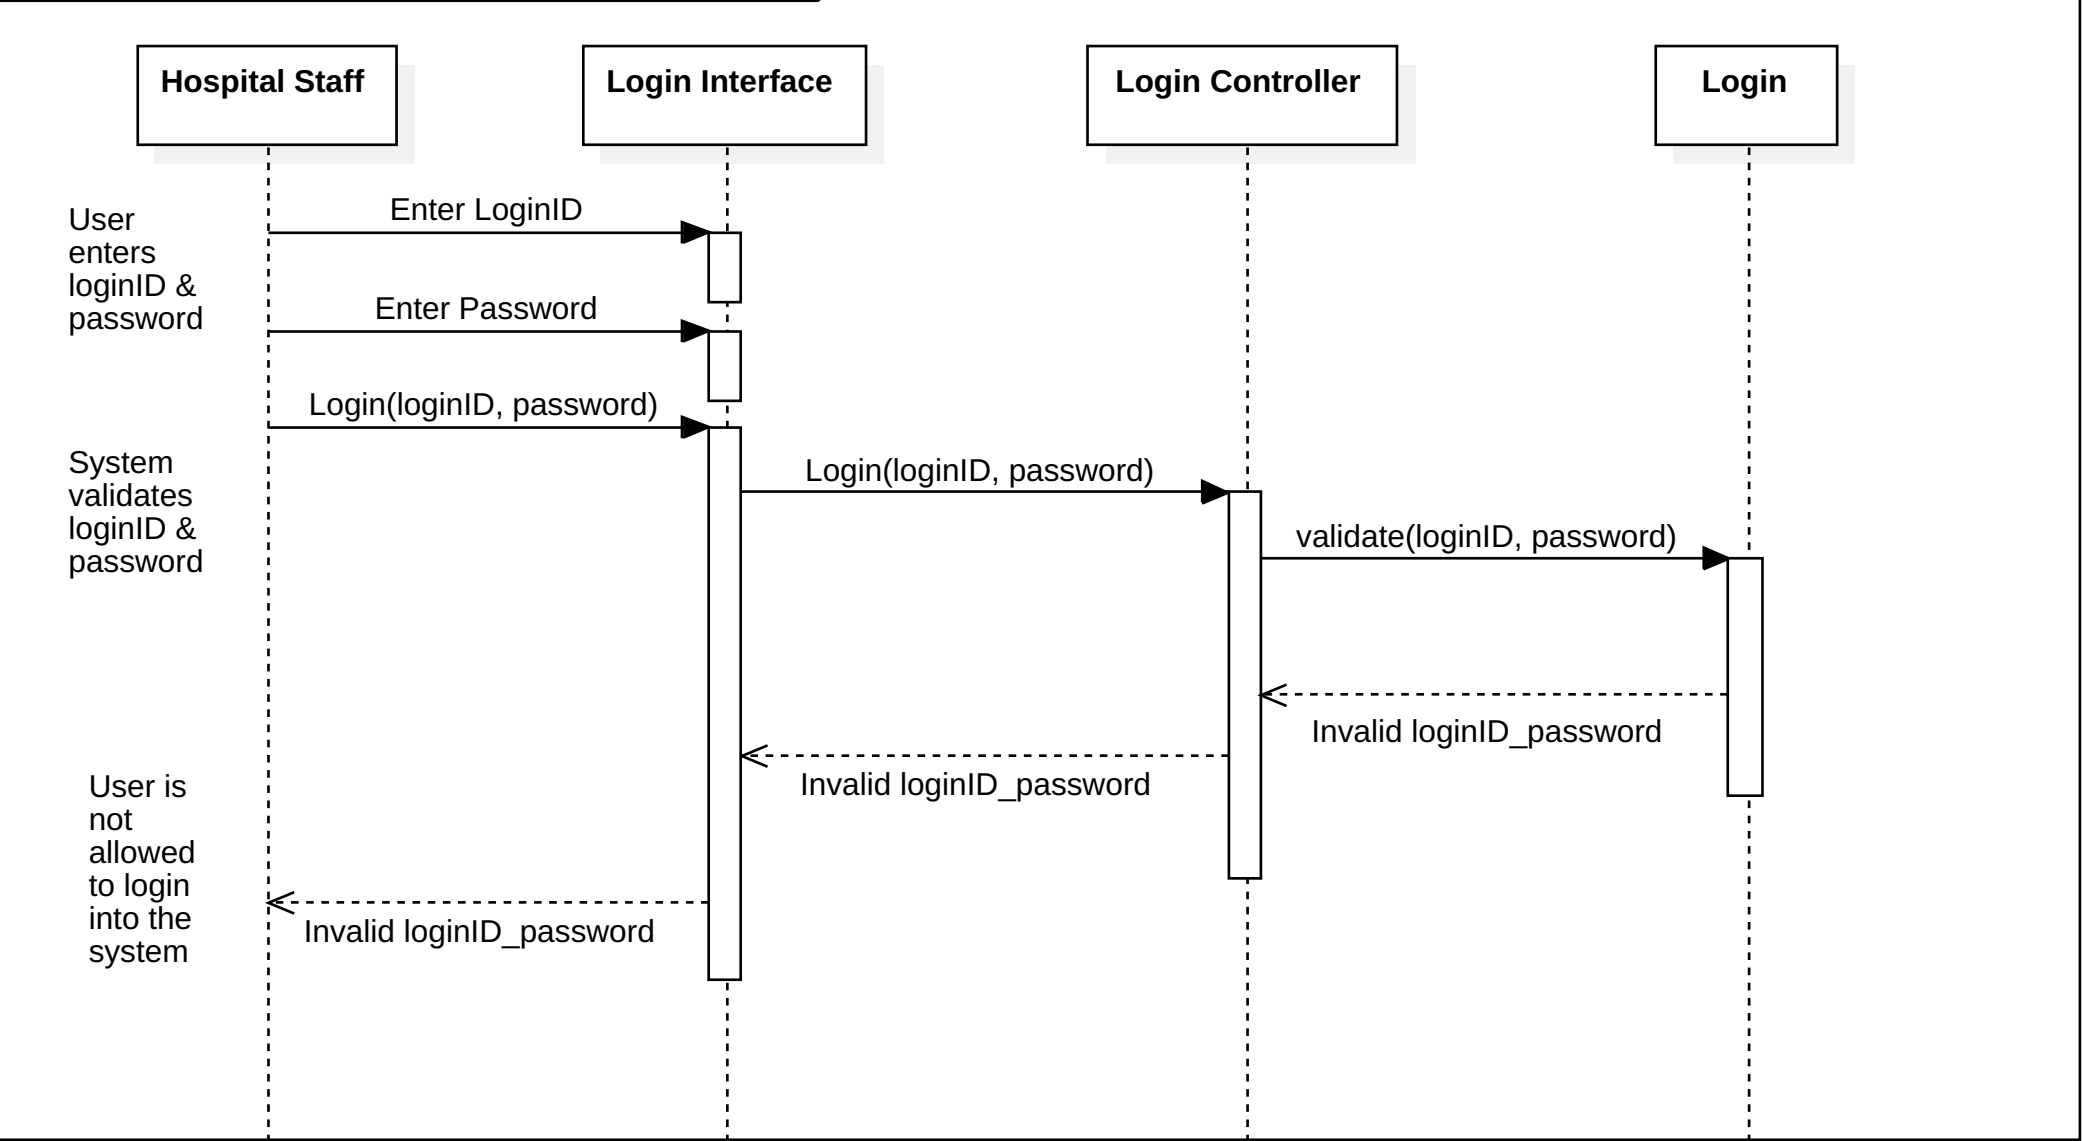 Hospital Staff
Login Interface
Login Controller
Login
User
enters
loginID &
password
Enter LoginID
Enter Password
Login(loginID, password)
System
validates
loginID &
password
Login(loginID, password)
validate(loginID, password)
Invalid loginID_password
Invalid loginID_password
User is
not
allowed
to login
into the
system
Invalid loginID_password